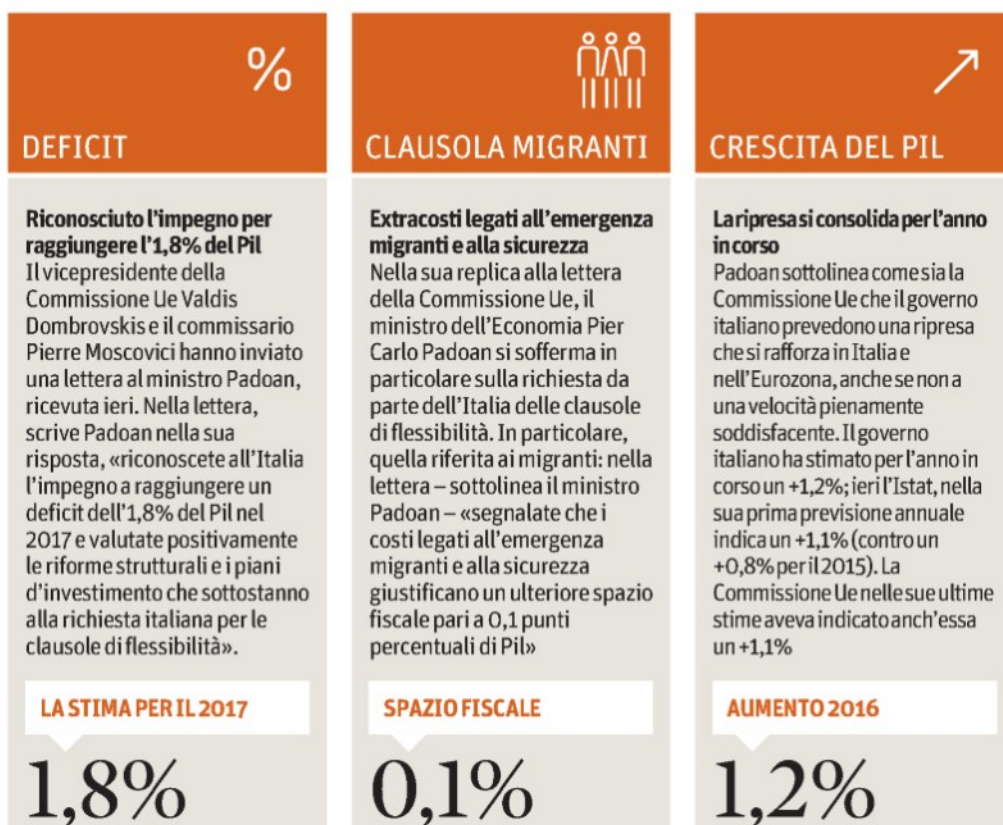 %
DEFICIT
Riconosciuto l'impegno per
raggiungere l'1,8% del Pil
Il vicepresidente della
Commissione Ue Valdis
Dombrovskis e il commissario
Pierre Moscovici hanno inviato
una lettera al ministro Padoan,
ricevuta ieri. Nella lettera,
scrive Padoan nella sua
risposta, «riconoscete all'Italia
l'impegno a raggiungere un
deficit dell'1,8% del Pil nel
2017 e valutate positivamente
le riforme strutturali e i piani
d'investimento che sottostanno
alla richiesta italiana per le
clausole di flessibilità».
LA STIMA PER IL 2017
1,8%
CLAUSOLA MIGRANTI
Extracosti legati all'emergenza
migranti e alla sicurezza
Nella sua replica alla lettera
della Commissione Ue, il
ministro dell'Economia Pier
Carlo Padoan si sofferma in
particolare sulla richiesta da
parte dell'Italia delle clausole
di flessibilità. In particolare,
quella riferita ai migranti: nella
lettera – sottolinea il ministro
Padoan – «segnalate che i
costi legati all'emergenza
migranti e alla sicurezza
giustificano un ulteriore spazio
fiscale pari a 0,1 punti
percentuali di Pil»
SPAZIO FISCALE
0,1%
CRESCITA DEL PIL
La ripresa si consolida per l'anno
in corso
Padoan sottolinea come sia la
Commissione Ue che il governo
italiano prevedono una ripresa
che si rafforza in Italia e
nell'Eurozona, anche se non a
una velocità pienamente
soddisfacente. Il governo
italiano ha stimato per l'anno in
corso un +1,2%; ieri l'Istat, nella
sua prima previsione annuale
indica un +1,1% (contro un
+0,8% per il 2015). La
Commissione Ue nelle sue ultime
stime aveva indicato anch'essa
un +1,1%
AUMENTO 2016
1,2%